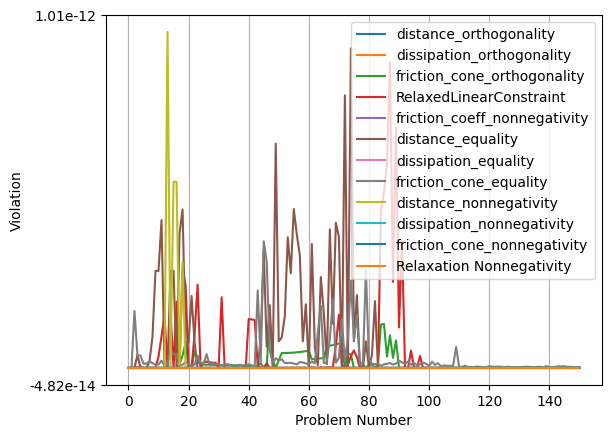 1.01e-12
distance_orthogonality
dissipation_orthogonality
friction_cone_orthogonality
RelaxedLinearConstraint
friction_coeff_nonnegativity
distance_equality
dissipation_equality
friction_cone_equality
distance_nonnegativity
dissipation_nonnegativity
friction_cone_nonnegativity
Relaxation Nonnegativity
Violation
-4.82e-14
0 20 40 60 80 100 120 140
Problem Number